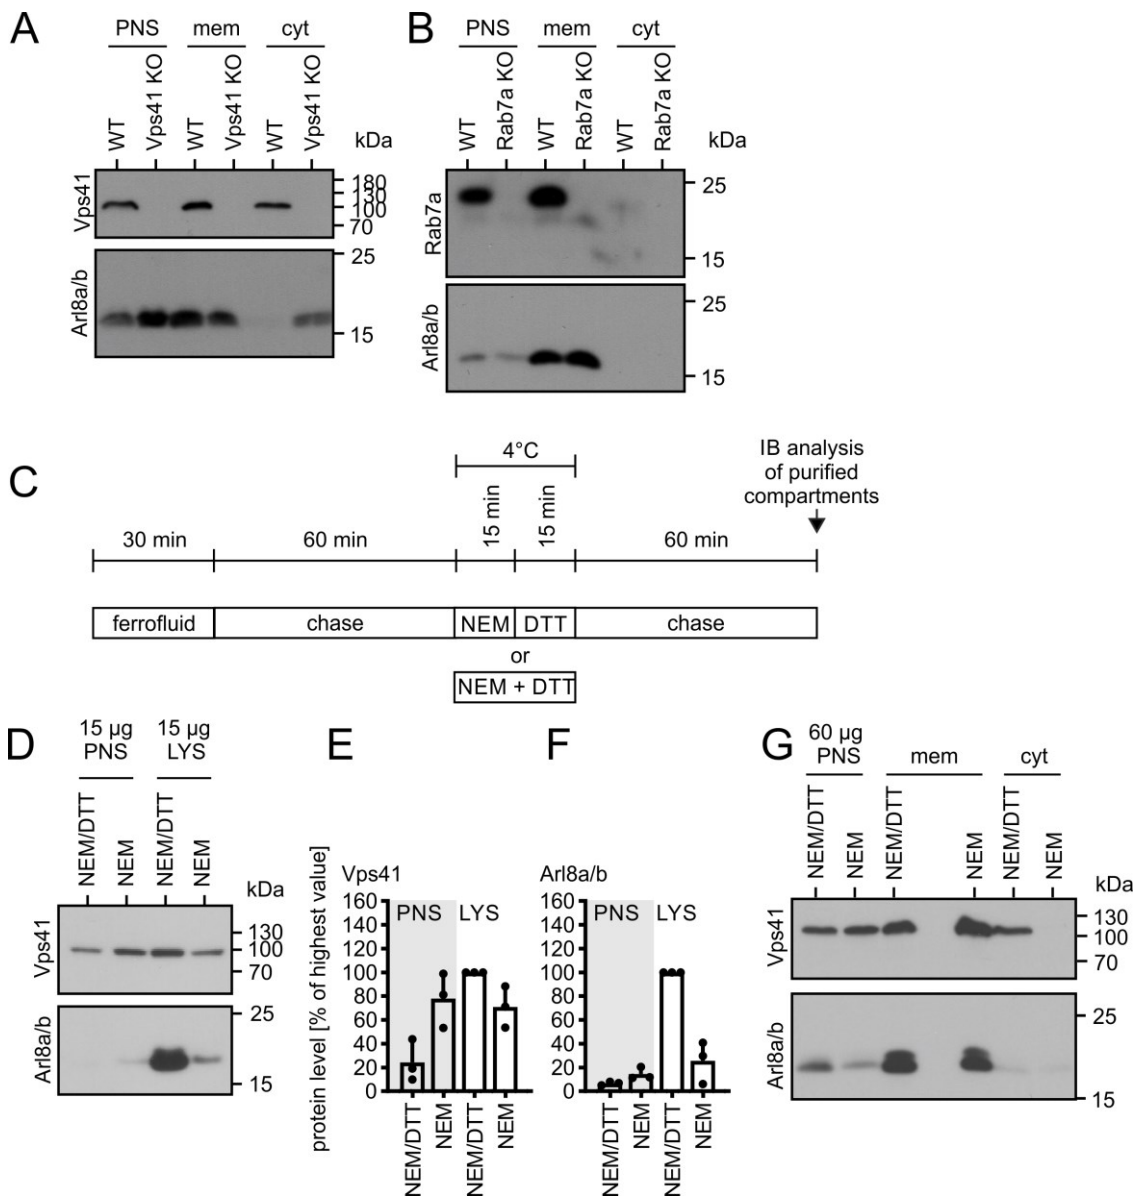 A
PNS mem cyt
WT
Vps41 KO
WT
Vps41 KO
WT
Vps41 KO
kDa
Vps41
180
130
100
70
Arl8a/b
25
15
B
PNS mem cyt
WT
Rab7a KO
WT
Rab7a KO
WT
Rab7a KO
kDa
Rab7a
25
15
Arl8a/b
25
15
C
4°C
15 min
15 min
IB analysis
of purified
compartments
30 min
60 min
60 min
ferrofluid
chase
NEM
DTT
chase
or
NEM + DTT
D
15 µg
PNS
15 µg
LYS
NEM/DTT
NEM
NEM/DTT
NEM
kDa
Vps41
130
100
70
Arl8a/b
25
15
E
protein level [% of highest value]
Vps41
160
140
120
100
80
60
40
20
0
PNS
LYS
NEM/DTT
NEM
NEM/DTT
NEM
F
Arl8a/b
160
140
120
100
80
60
40
20
0
PNS
LYS
NEM/DTT
NEM
NEM/DTT
NEM
G
60 µg
PNS
mem
cyt
NEM/DTT
NEM
NEM/DTT
NEM
NEM/DTT
NEM
kDa
Vps41
130
100
70
Arl8a/b
25
15